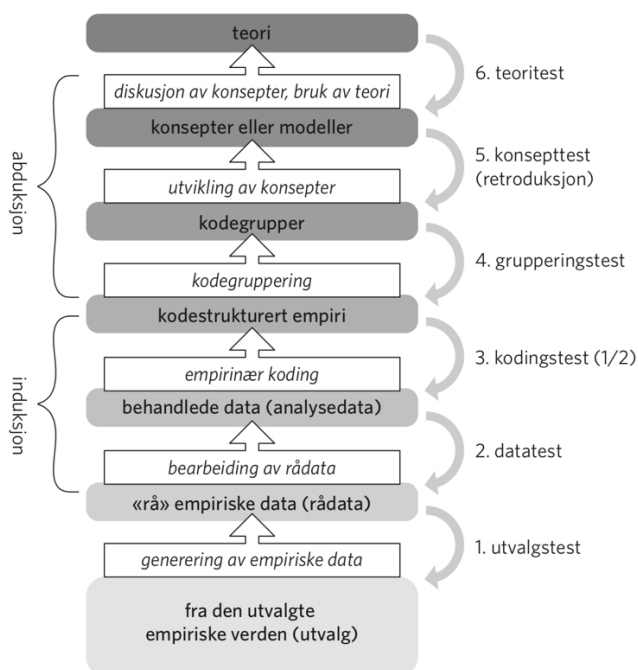 teori
6. teoritest
diskusjon av konsepter, bruk av teori
konsepter eller modeller
5. konsepttest
(retroduksjon)
utvikling av konsepter
abduksjon
kodegrupper
4. grupperingstest
kodegruppering
kodestrukturert empiri
3. kodingstest (1/2)
empirinær koding
induksjon
behandlede data (analysedata)
2. datatest
bearbeiding av rådata
«rå» empiriske data (rådata)
1. utvalgstest
generering av empiriske data
fra den utvalgte
empiriske verden (utvalg)